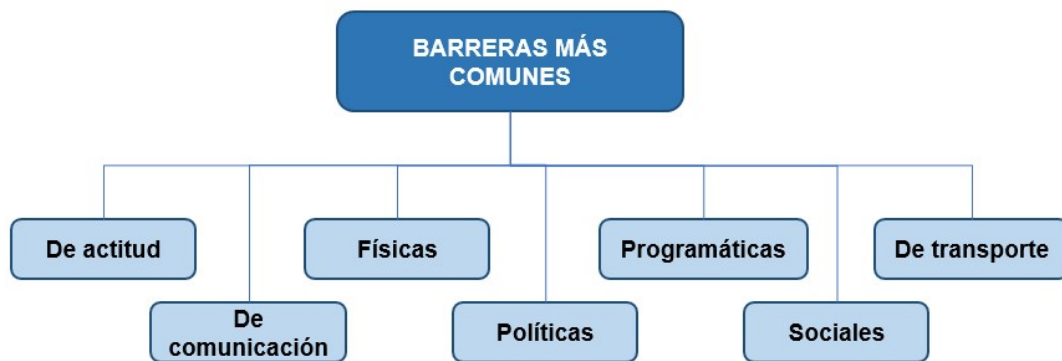 BARRERAS MÁS
COMUNES
De actitud
Físicas
Programáticas
De transporte
De
comunicación
Políticas
Sociales